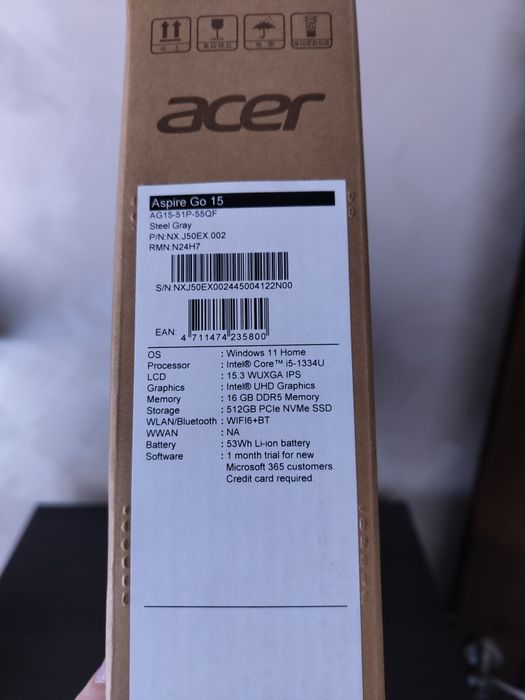 acer
Aspire Go 15
AG15-51P-55QF
Steel Gray
P/N:NX.J50EX.002
RMN:N24H7
S/N:NXJ50EX002445004122N00
EAN:
4 711474 235800
OS : Windows 11 Home
Processor : Intel® Core™ i5-1334U
LCD : 15.3 WUXGA IPS
Graphics : Intel® UHD Graphics
Memory : 16 GB DDR5 Memory
Storage : 512GB PCIe NVMe SSD
WLAN/Bluetooth : WIFI6+BT
WWAN : NA
Battery : 53Wh Li-ion battery
Software : 1 month trial for new
Microsoft 365 customers.
Credit card required.